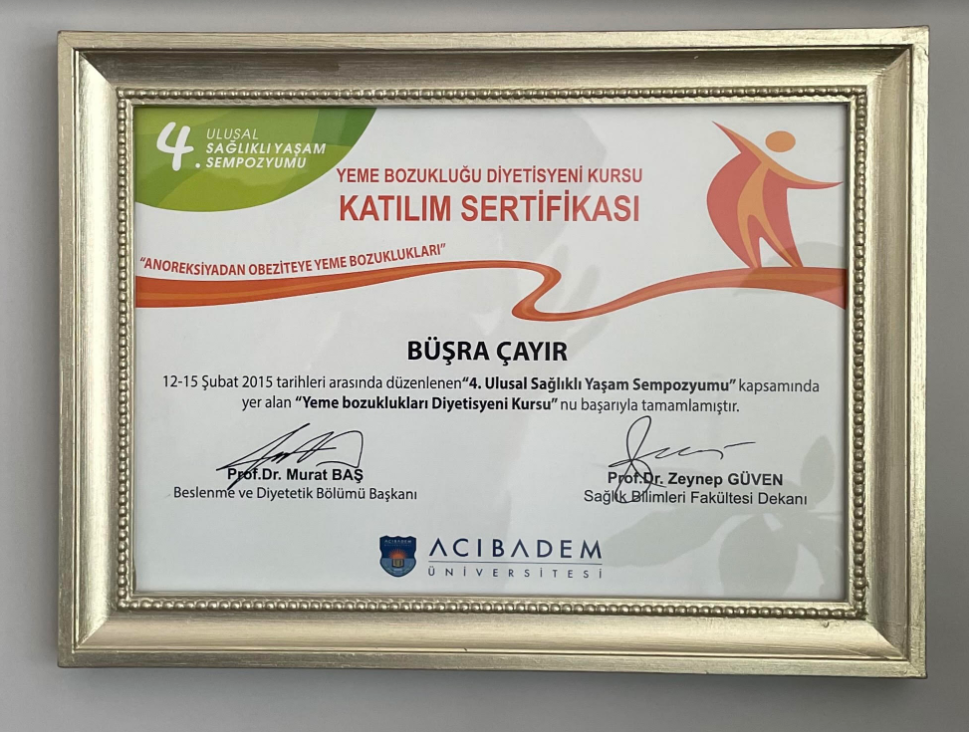 4. ULUSAL
SAĞLIKLI YAŞAM
SEMPOZYUMU
YEME BOZUKLUĞU DİYETİSYENİ KURSU
KATILIM SERTİFİKASI
"ANOREKSİYADAN OBEZİTEYE YEME BOZUKLUKLARI"
BÜŞRA ÇAYIR
12-15 Şubat 2015 tarihleri arasında düzenlenen "4. Ulusal Sağlıklı Yaşam Sempozyumu" kapsamında
yer alan "Yeme bozuklukları Diyetisyeni Kursu" nu başarıyla tamamlamıştır.
Prof.Dr. Murat BAŞ
Beslenme ve Diyetetik Bölümü Başkanı
Prof.Dr. Zeynep GÜVEN
Sağlık Bilimleri Fakültesi Dekanı
ACIBADEM
ACIBADEM
ÜNİVERSİTESİ